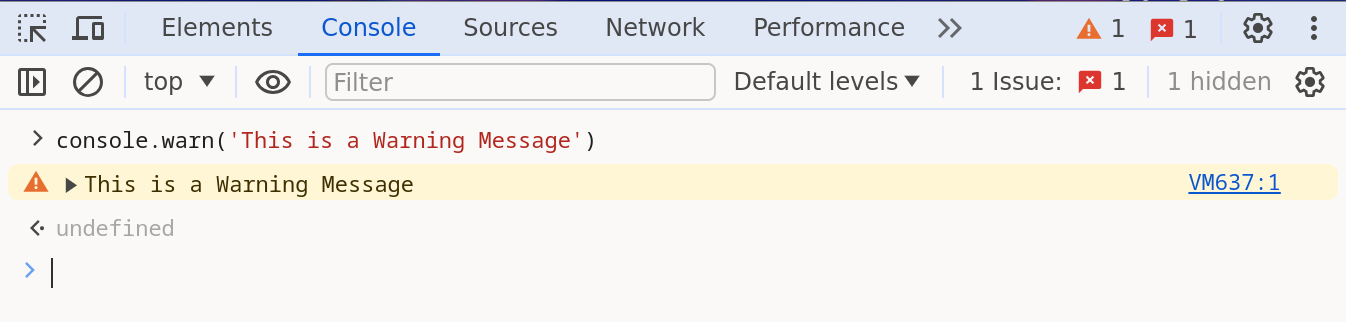 Elements Console Sources Network Performance 1 1
top Filter Default levels 1 Issue: 1 1 hidden
console.warn('This is a Warning Message')
This is a Warning Message VM637:1
undefined